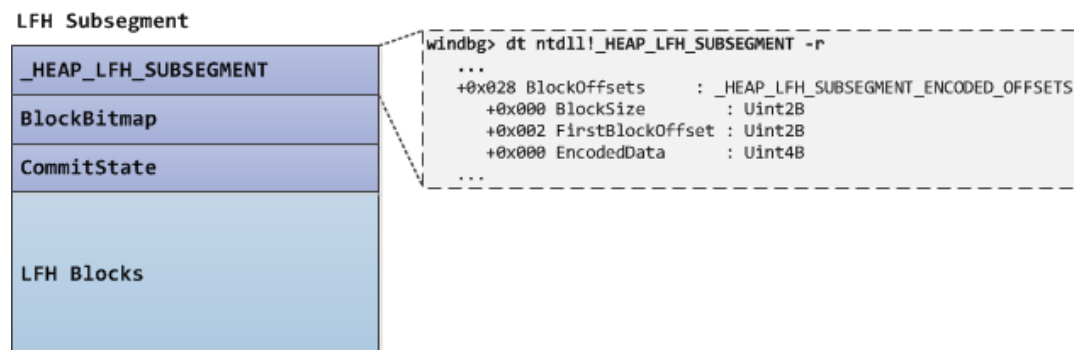 LFH Subsegment
_HEAP_LFH_SUBSEGMENT
BlockBitmap
CommitState
LFH Blocks
windbg> dt ntdll!_HEAP_LFH_SUBSEGMENT -r
...
+0x028 BlockOffsets : _HEAP_LFH_SUBSEGMENT_ENCODED_OFFSETS
+0x000 BlockSize : Uint2B
+0x002 FirstBlockOffset : Uint2B
+0x000 EncodedData : Uint4B
...